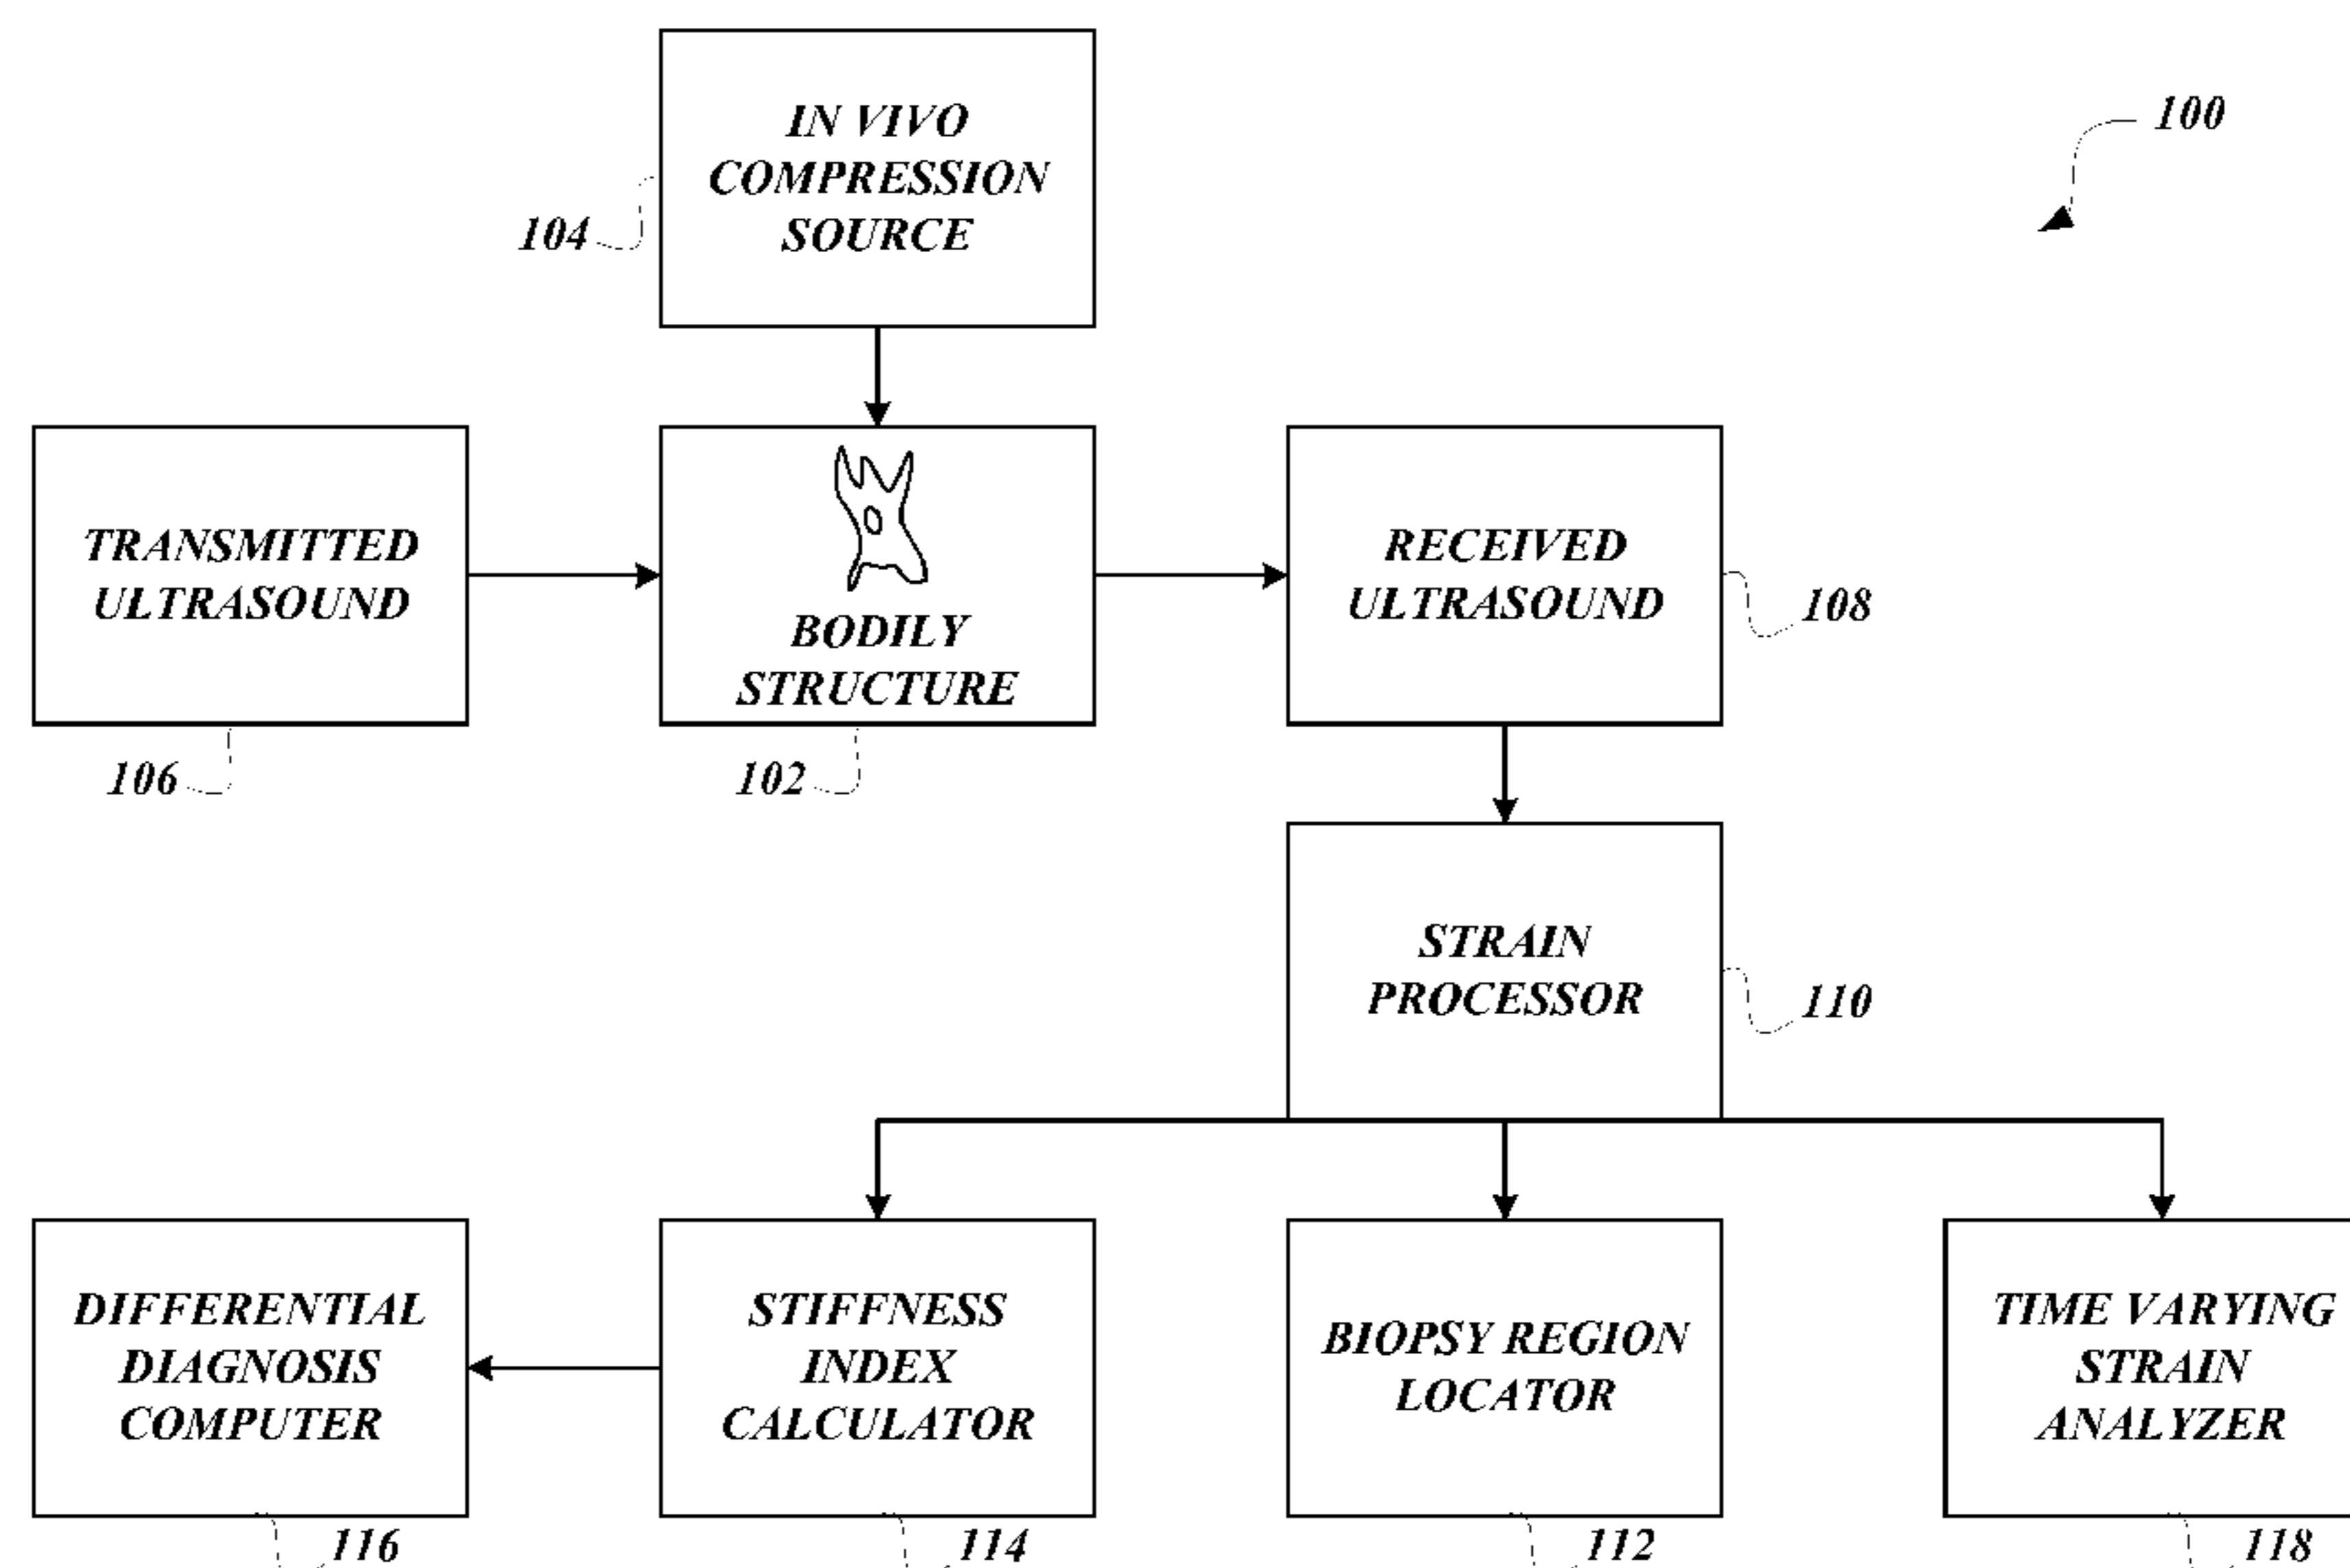 IN VIVO
COMPRESSION
SOURCE
100
104
TRANSMITTED
ULTRASOUND
BODILY
STRUCTURE
RECEIVED
ULTRASOUND
108
106
102
STRAIN
PROCESSOR
110
DIFFERENTIAL
DIAGNOSIS
COMPUTER
STIFFNESS
INDEX
CALCULATOR
BIOPSY REGION
LOCATOR
TIME VARYING
STRAIN
ANALYZER
116
114
112
118